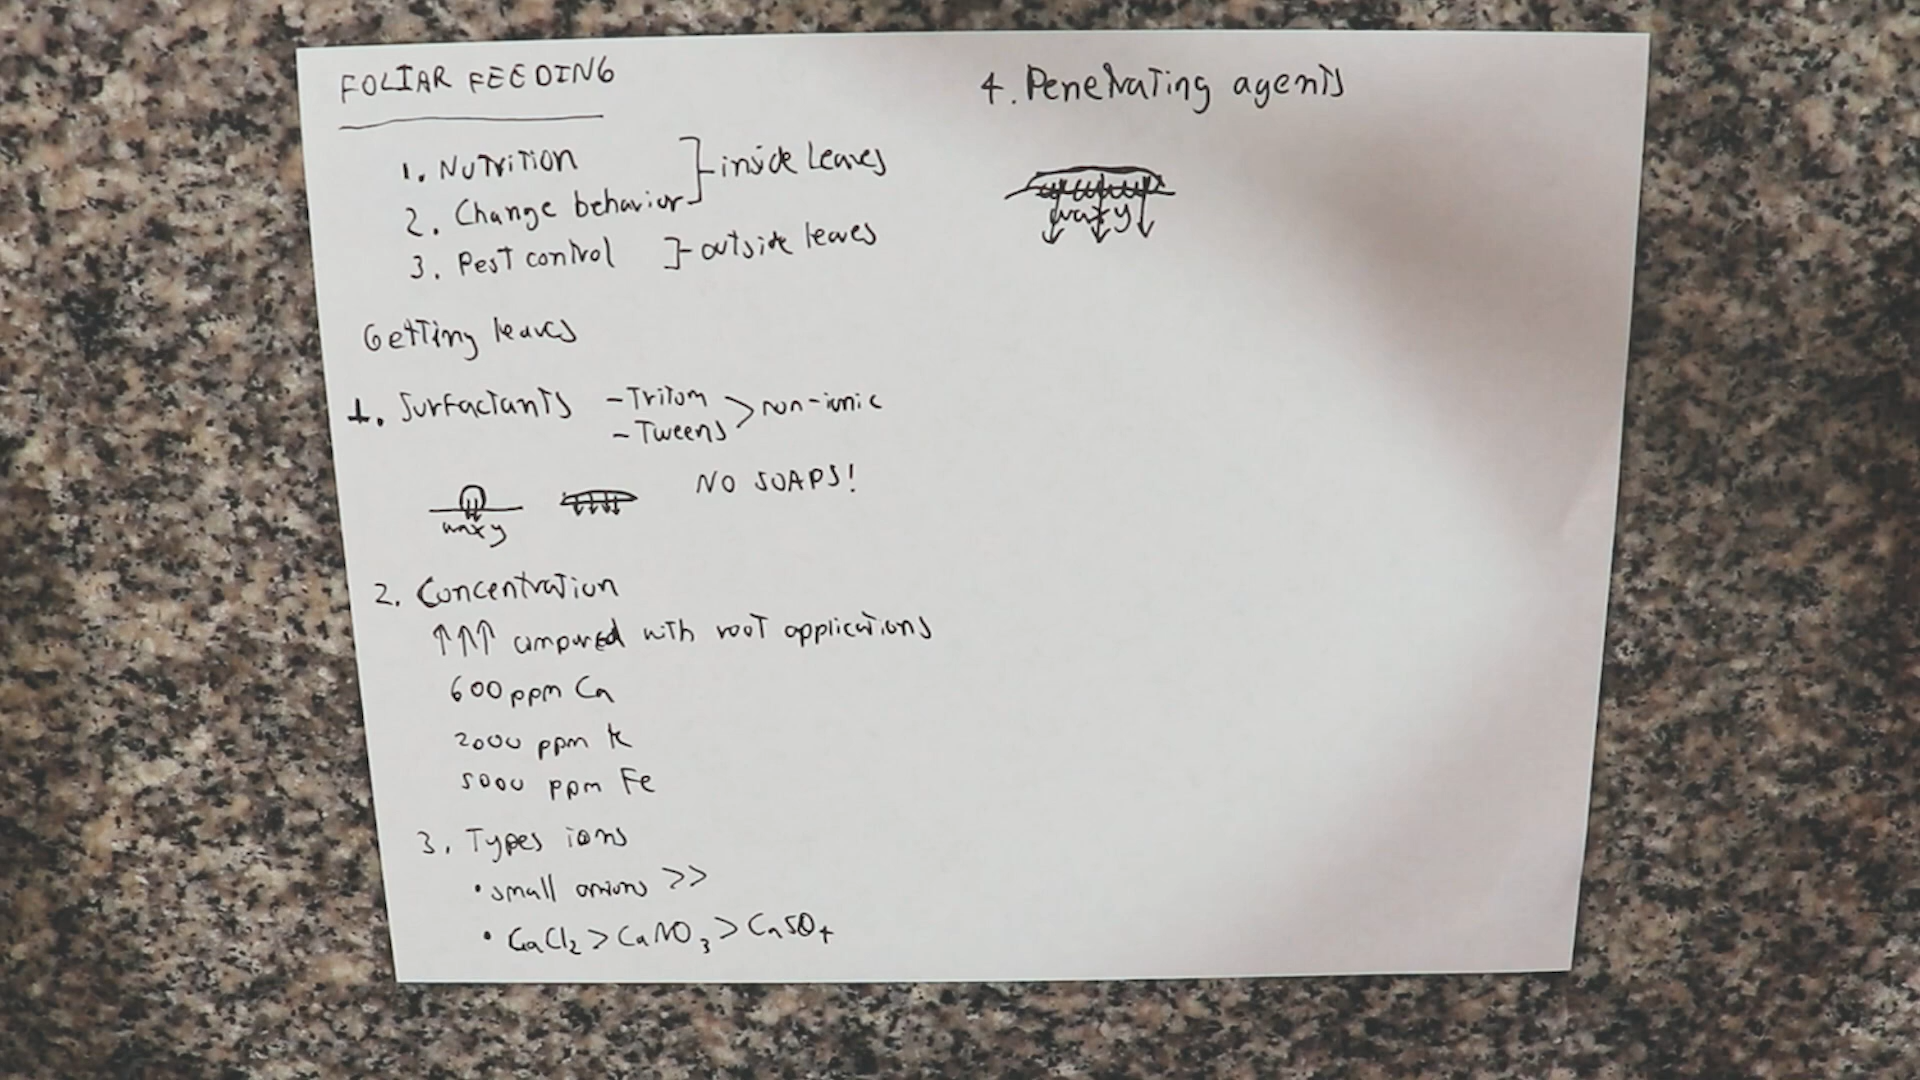 FOLIAR FEEDING
1. Nutrition
2. Change behavior
inside leaves
3. Pest control
outside leaves
Getting leaves
1. Surfactants
- Triton
- Tweens
non-ionic
NO SOAPS!
waxy
2. Concentration
↑↑↑ compared with root applications
600 ppm Ca
2000 ppm K
5000 ppm Fe
3. Types ions
• small anions >>
• CaCl2 > CaNO3 > CaSO4
4. Penetrating agents
waxy